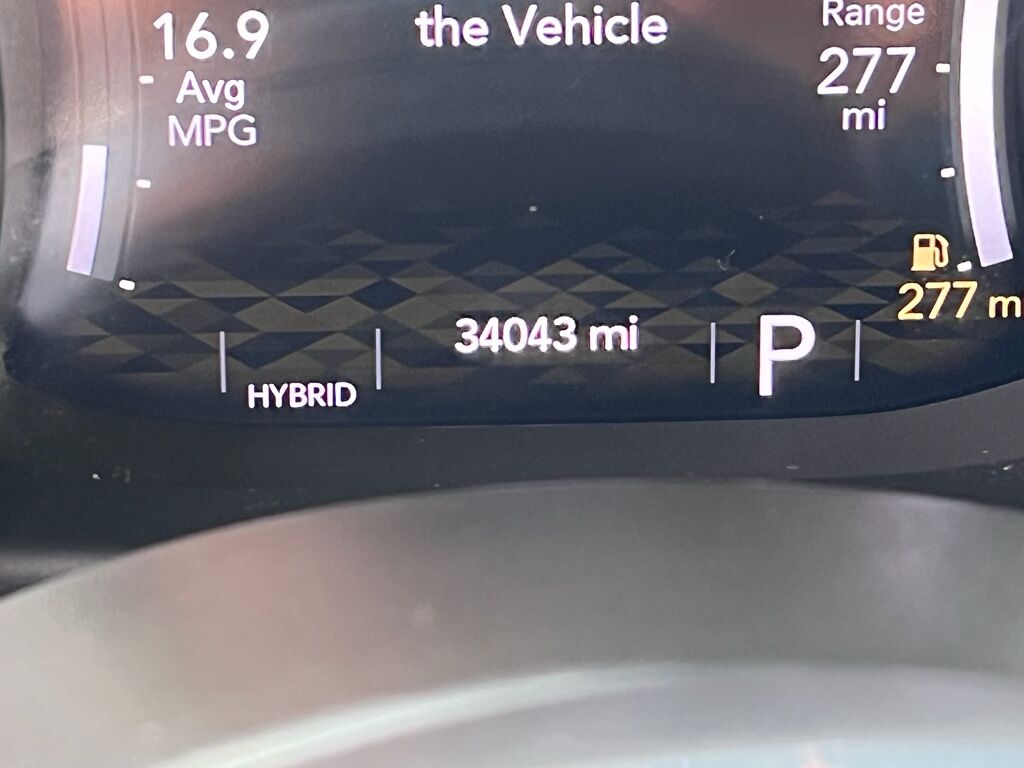 16.9
Avg
MPG
the Vehicle
Range
277
mi
277 m
34043 mi
P
HYBRID